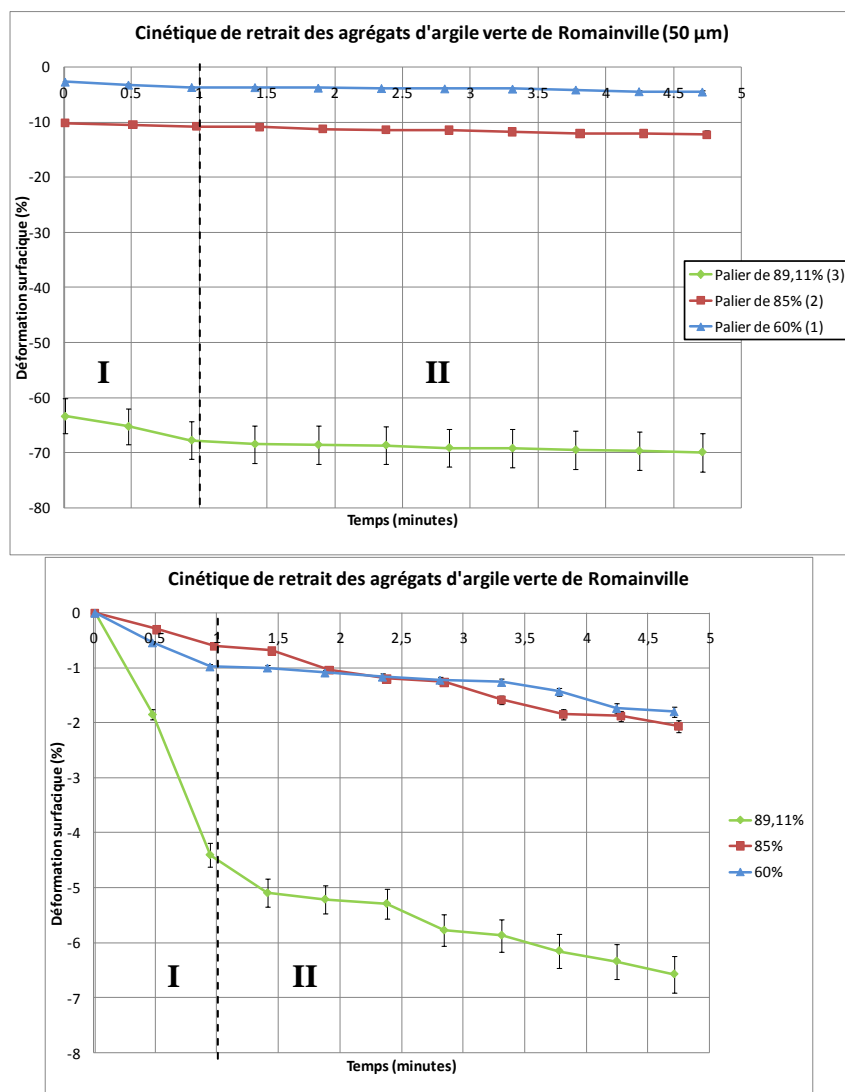 Cinétique de retrait des agrégats d'argile verte de Romainville (50 µm)
0
-10
-20
-30
-40
-50
-60
-70
-80
0 0.5 1 1.5 2 2.5 3 3.5 4 4.5 5
Déformation surfacique (%)
Temps (minutes)
I II
Palier de 89,11% (3)
Palier de 85% (2)
Palier de 60% (1)
Cinétique de retrait des agrégats d'argile verte de Romainville
0
-1
-2
-3
-4
-5
-6
-7
-8
0 0,5 1 1,5 2 2,5 3 3,5 4 4,5 5
Déformation surfacique (%)
Temps (minutes)
I II
89,11%
85%
60%